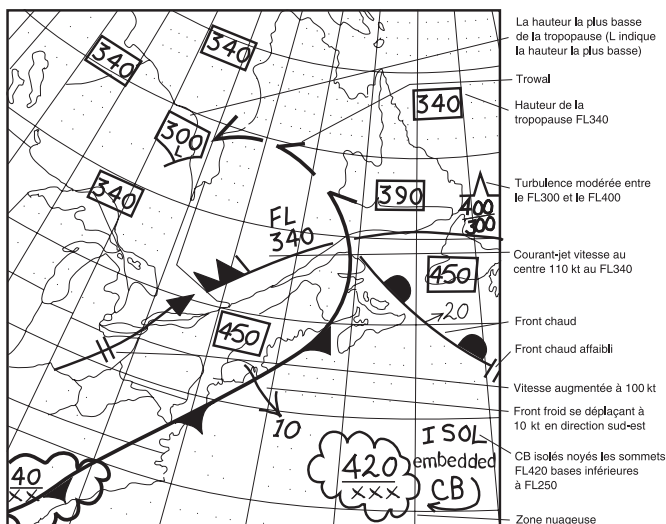 La hauteur la plus basse
de la tropopause (L indique
la hauteur la plus basse)
Trowal
Hauteur de la
tropopause FL340
Turbulence modérée entre
le FL300 et le FL400
Courant-jet vitesse au
centre 110 kt au FL340
Front chaud
Front chaud affaibli
Vitesse augmentée à 100 kt
Front froid se déplaçant à
10 kt en direction sud-est
CB isolés noyés les sommets
FL420 bases inférieures
à FL250
Zone nuageuse
340
340
340
300
L
340
390
400
300
FL
340
450
20
450
10
ISOL
embedded
CB
420
XXX
40
XX